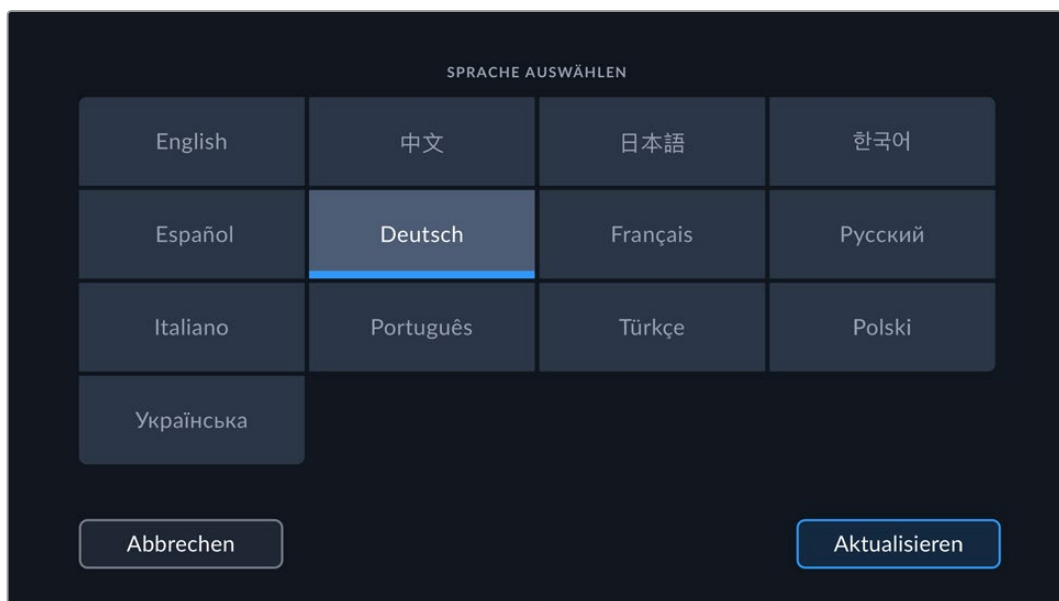 SPRACHE AUSWÄHLEN
English 中文 日本語 한국어
Español Deutsch Français Русский
Italiano Português Türkçe Polski
Українська
Abbrechen Aktualisieren